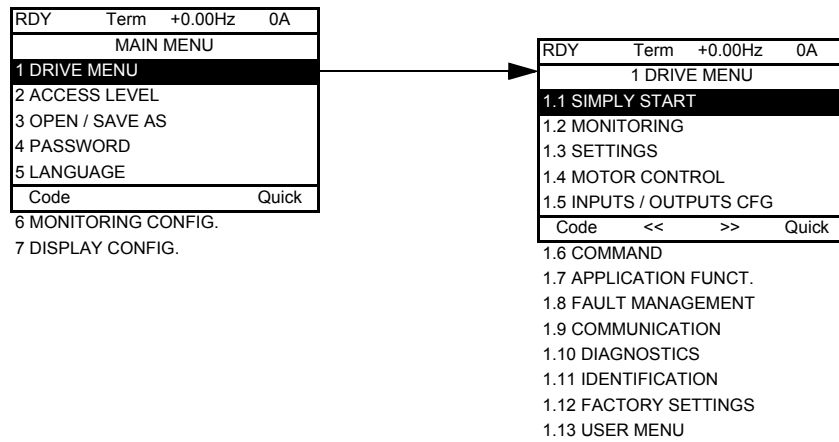 RDY Term +0.00Hz 0A
MAIN MENU
1 DRIVE MENU
2 ACCESS LEVEL
3 OPEN / SAVE AS
4 PASSWORD
5 LANGUAGE
Code Quick
6 MONITORING CONFIG.
7 DISPLAY CONFIG.
RDY Term +0.00Hz 0A
1 DRIVE MENU
1.1 SIMPLY START
1.2 MONITORING
1.3 SETTINGS
1.4 MOTOR CONTROL
1.5 INPUTS / OUTPUTS CFG
Code << >> Quick
1.6 COMMAND
1.7 APPLICATION FUNCT.
1.8 FAULT MANAGEMENT
1.9 COMMUNICATION
1.10 DIAGNOSTICS
1.11 IDENTIFICATION
1.12 FACTORY SETTINGS
1.13 USER MENU